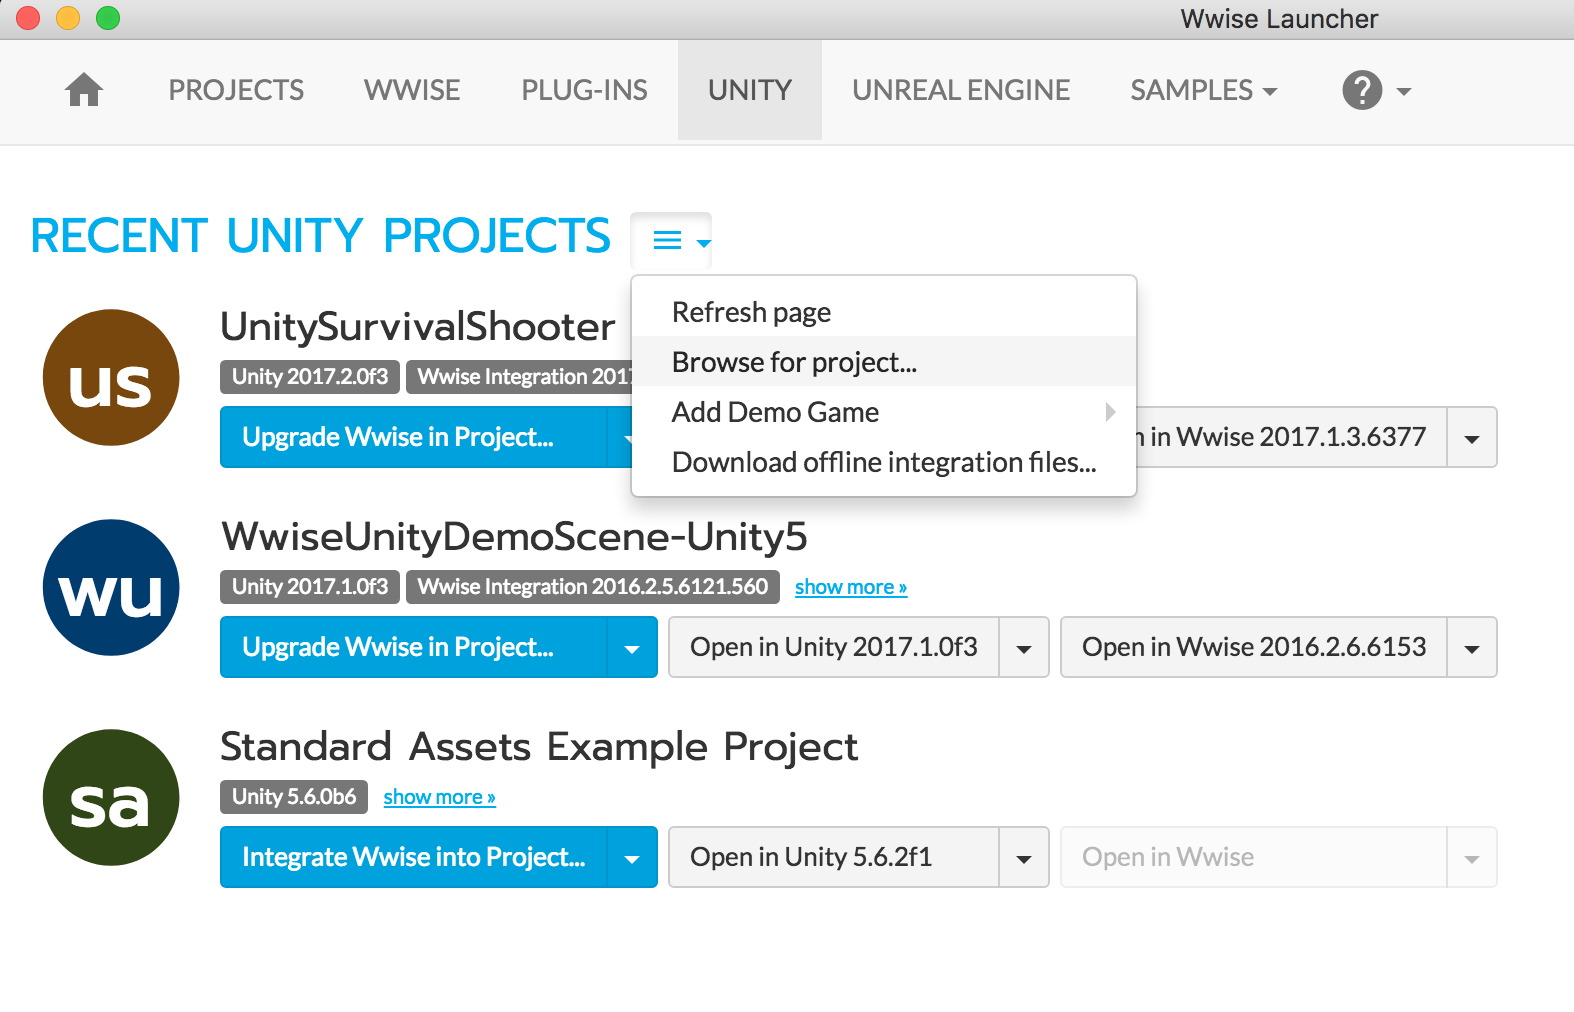 Wwise Launcher
PROJECTS WWISE PLUG-INS UNITY UNREAL ENGINE SAMPLES ?
RECENT UNITY PROJECTS
Refresh page
Browse for project...
Add Demo Game
Download offline integration files...
us
UnitySurvivalShooter
Unity 2017.2.0f3 Wwise Integration 2017
Upgrade Wwise in Project... in Wwise 2017.1.3.6377
wu
WwiseUnityDemoScene-Unity5
Unity 2017.1.0f3 Wwise Integration 2016.2.5.6121.560 show more »
Upgrade Wwise in Project... Open in Unity 2017.1.0f3 Open in Wwise 2016.2.6.6153
sa
Standard Assets Example Project
Unity 5.6.0b6 show more »
Integrate Wwise into Project... Open in Unity 5.6.2f1 Open in Wwise